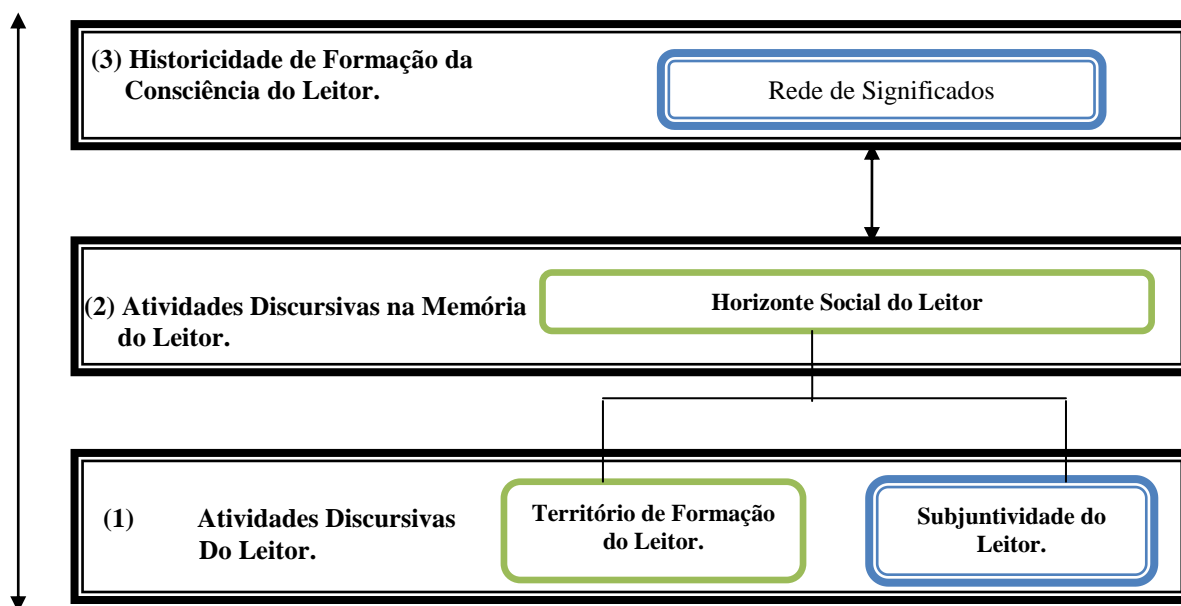 (3) Historicidade de Formação da
Consciência do Leitor.
Rede de Significados
(2) Atividades Discursivas na Memória
do Leitor.
Horizonte Social do Leitor
(1) Atividades Discursivas
Do Leitor.
Território de Formação
do Leitor.
Subjuntividade do
Leitor.